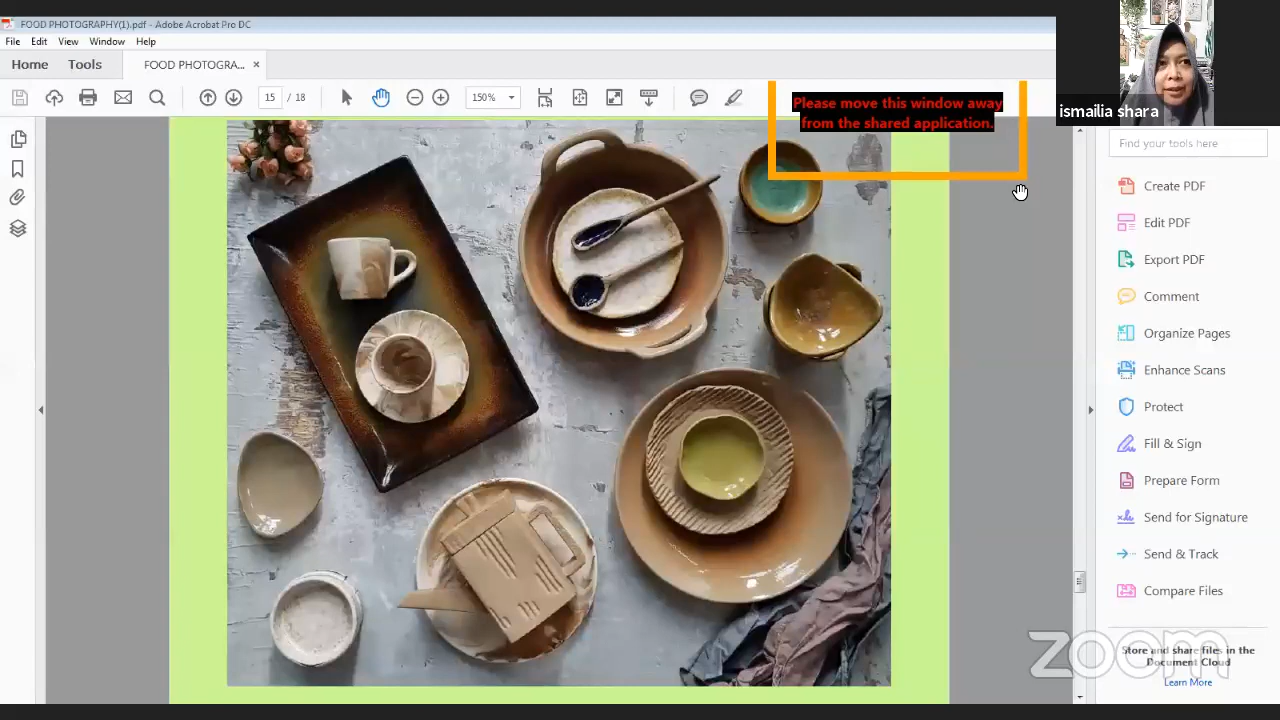 FOOD PHOTOGRAPHY(1).pdf - Adobe Acrobat Pro DC
File Edit View Window Help
Home Tools FOOD PHOTOGRA... ×
15 / 18 150%
Please move this window away
from the shared application.
ismailia shara
Find your tools here
Create PDF
Edit PDF
Export PDF
Comment
Organize Pages
Enhance Scans
Protect
Fill & Sign
Prepare Form
Send for Signature
Send & Track
Compare Files
Store and share files in the
Document Cloud
Learn More
zoom